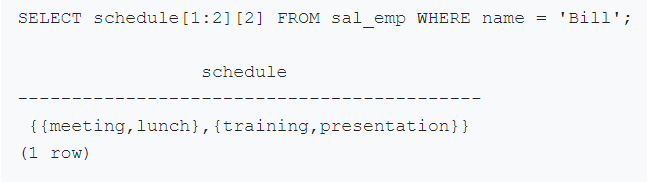 SELECT schedule[1:2][2] FROM sal_emp WHERE name = 'Bill';
schedule
-------------------------------------------
{{meeting,lunch},{training,presentation}}
(1 row)